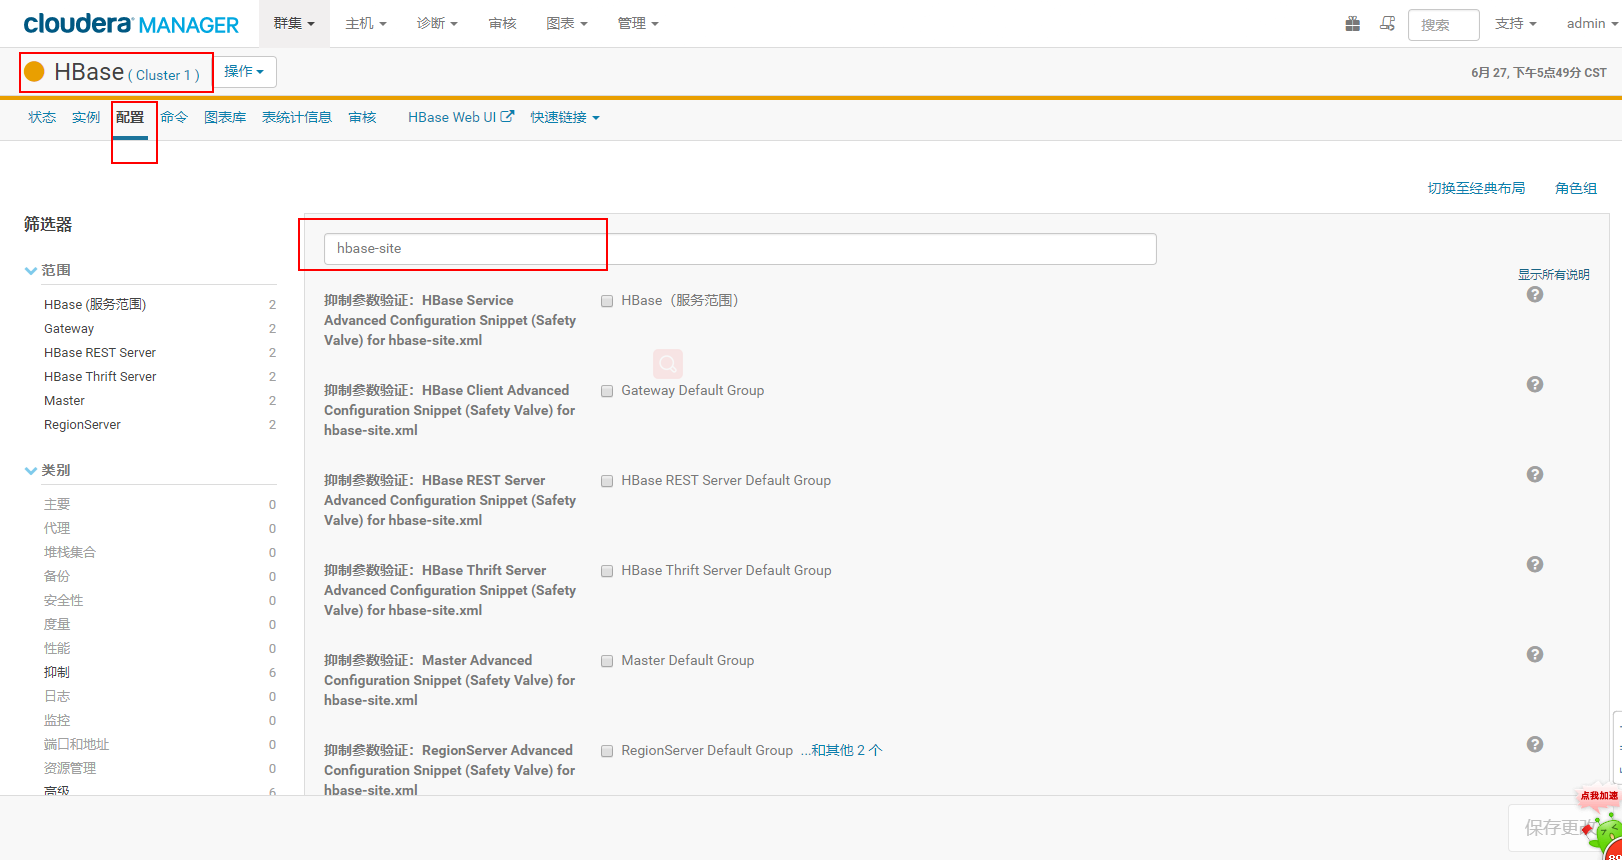 cloudera MANAGER 群集 主机 诊断 审核 图表 管理 搜索 支持 admin
HBase ( Cluster 1 ) 操作 6月 27, 下午5点49分 CST
状态 实例 配置 命令 图表库 表统计信息 审核 HBase Web UI 快速链接
切换至经典布局 角色组
筛选器
hbase-site
范围
显示所有说明
HBase (服务范围) 2
Gateway 2
HBase REST Server 2
HBase Thrift Server 2
Master 2
RegionServer 2
类别
主要 0
代理 0
堆栈集合 0
备份 0
安全性 0
度量 0
性能 0
抑制 6
日志 0
监控 0
端口和地址 0
资源管理 0
高级 6
抑制参数验证：HBase Service
Advanced Configuration Snippet (Safety
Valve) for hbase-site.xml
HBase（服务范围）
抑制参数验证：HBase Client Advanced
Configuration Snippet (Safety Valve) for
hbase-site.xml
Gateway Default Group
抑制参数验证：HBase REST Server
Advanced Configuration Snippet (Safety
Valve) for hbase-site.xml
HBase REST Server Default Group
抑制参数验证：HBase Thrift Server
Advanced Configuration Snippet (Safety
Valve) for hbase-site.xml
HBase Thrift Server Default Group
抑制参数验证：Master Advanced
Configuration Snippet (Safety Valve) for
hbase-site.xml
Master Default Group
抑制参数验证：RegionServer Advanced
Configuration Snippet (Safety Valve) for
hbase-site.xml
RegionServer Default Group ...和其他 2 个
点我加速
保存更改